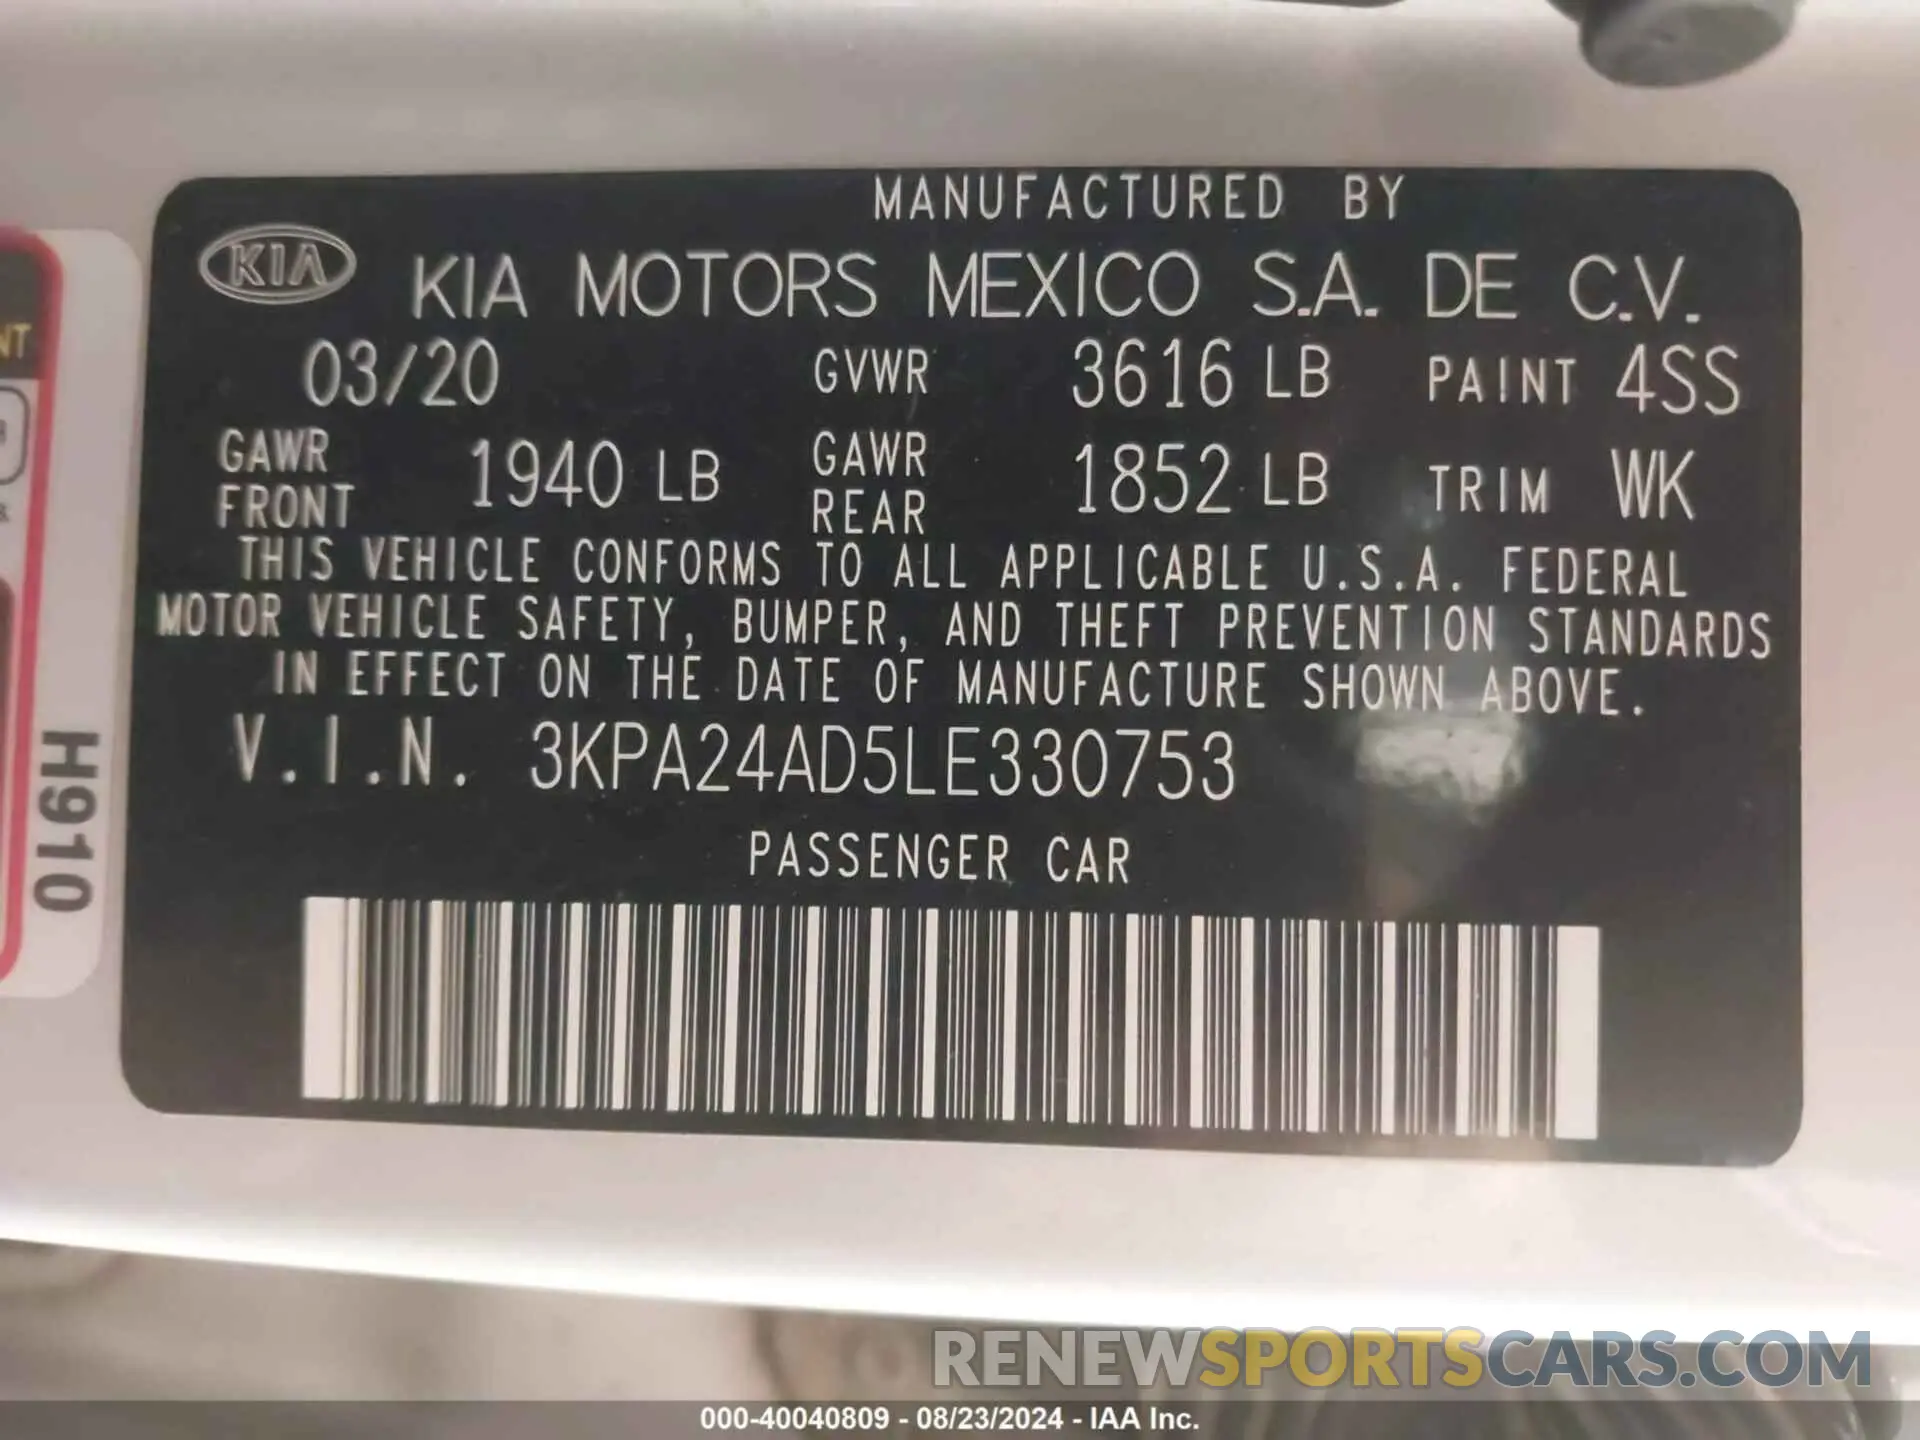 MANUFACTURED BY
KIA KIA MOTORS MEXICO S.A. DE C.V.
03/20 GVWR 3616 LB PAINT 4SS
GAWR FRONT 1940 LB GAWR REAR 1852 LB TRIM WK
THIS VEHICLE CONFORMS TO ALL APPLICABLE U.S.A. FEDERAL
MOTOR VEHICLE SAFETY, BUMPER, AND THEFT PREVENTION STANDARDS
IN EFFECT ON THE DATE OF MANUFACTURE SHOWN ABOVE.
V.I.N. 3KPA24AD5LE330753
PASSENGER CAR
H910
RENEWSPORTSCARS.COM
000-40040809 - 08/23/2024 - IAA Inc.